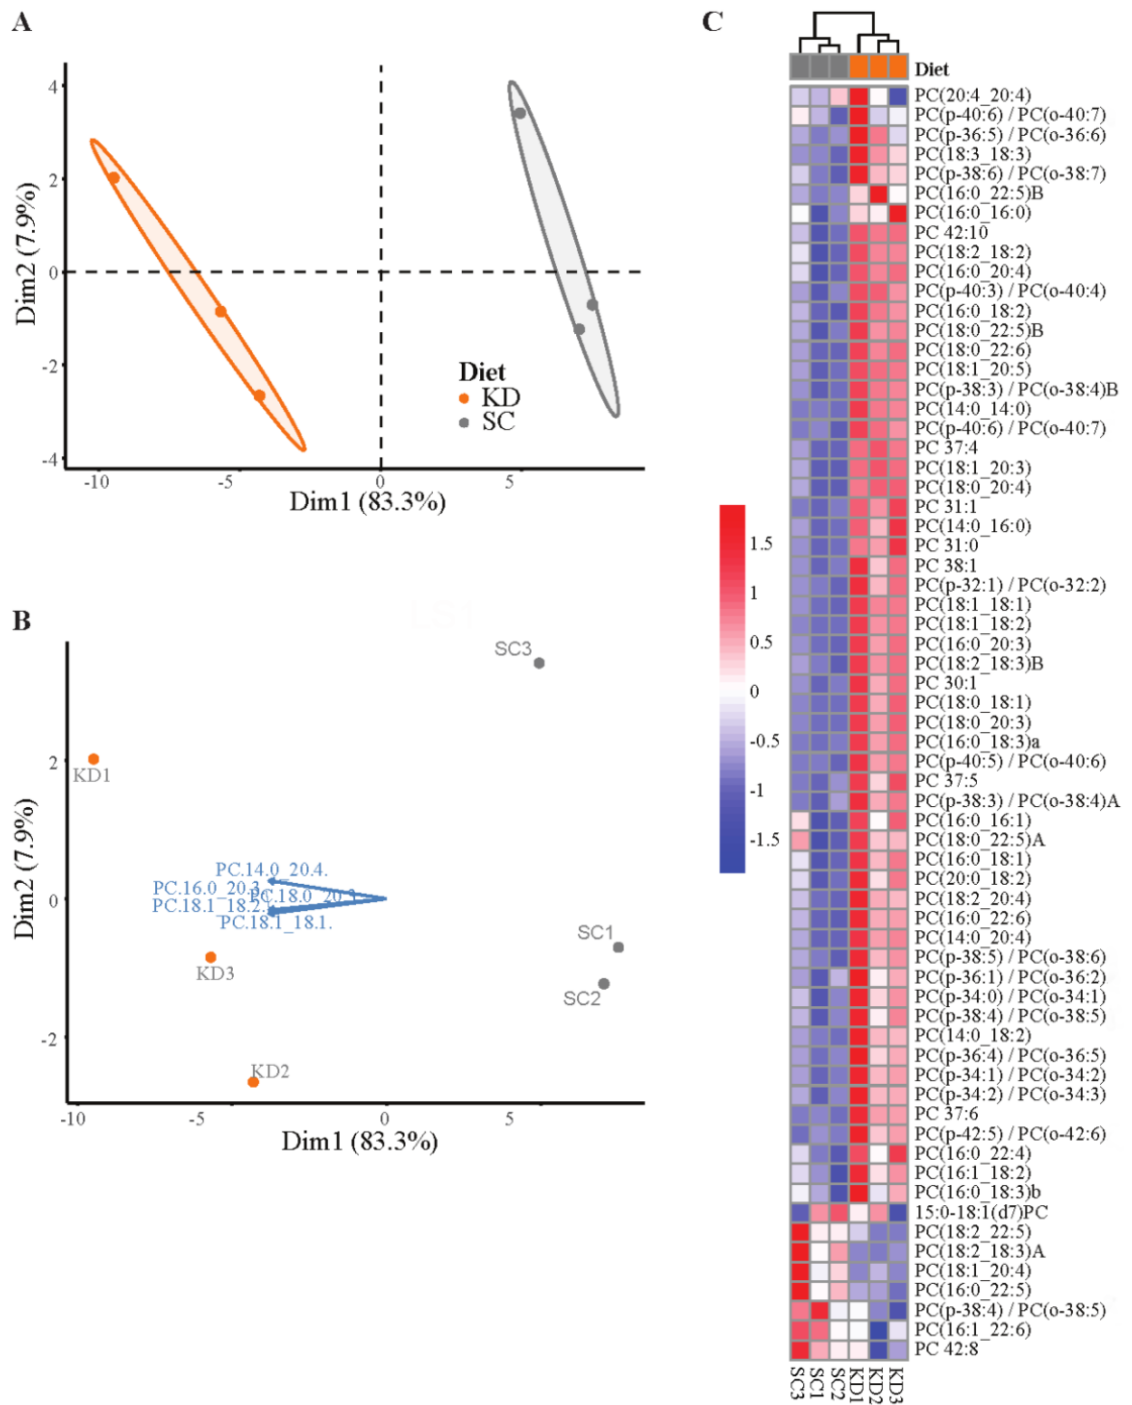 A
4
2
0
-2
-4
Dim2 (7.9%)
-10
-5
0
5
Dim1 (83.3%)
Diet
KD
SC
B
2
0
-2
Dim2 (7.9%)
SC3
KD1
PC.14.0_20.4.
PC.16.0_20.3.
PC.18.0_20.3.
PC.18.1_18.2.
PC.18.1_18.1.
SC1
KD3
SC2
KD2
-10
-5
0
5
Dim1 (83.3%)
C
Diet
PC(20:4_20:4)
PC(p-40:6) / PC(o-40:7)
PC(p-36:5) / PC(o-36:6)
PC(18:3_18:3)
PC(p-38:6) / PC(o-38:7)
PC(16:0_22:5)B
PC(16:0_16:0)
PC 42:10
PC(18:2_18:2)
PC(16:0_20:4)
PC(p-40:3) / PC(o-40:4)
PC(16:0_18:2)
PC(18:0_22:5)B
PC(18:0_22:6)
PC(18:1_20:5)
PC(p-38:3) / PC(o-38:4)B
PC(14:0_14:0)
PC(p-40:6) / PC(o-40:7)
PC 37:4
PC(18:1_20:3)
PC(18:0_20:4)
PC 31:1
PC(14:0_16:0)
PC 31:0
PC 38:1
PC(p-32:1) / PC(o-32:2)
PC(18:1_18:1)
PC(18:1_18:2)
PC(16:0_20:3)
PC(18:2_18:3)B
PC 30:1
PC(18:0_18:1)
PC(18:0_20:3)
PC(16:0_18:3)a
PC(p-40:5) / PC(o-40:6)
PC 37:5
PC(p-38:3) / PC(o-38:4)A
PC(16:0_16:1)
PC(18:0_22:5)A
PC(16:0_18:1)
PC(20:0_18:2)
PC(18:2_20:4)
PC(16:0_22:6)
PC(14:0_20:4)
PC(p-38:5) / PC(o-38:6)
PC(p-36:1) / PC(o-36:2)
PC(p-34:0) / PC(o-34:1)
PC(p-38:4) / PC(o-38:5)
PC(14:0_18:2)
PC(p-36:4) / PC(o-36:5)
PC(p-34:1) / PC(o-34:2)
PC(p-34:2) / PC(o-34:3)
PC 37:6
PC(p-42:5) / PC(o-42:6)
PC(16:0_22:4)
PC(16:1_18:2)
PC(16:0_18:3)b
15:0-18:1(d7)PC
PC(18:2_22:5)
PC(18:2_18:3)A
PC(18:1_20:4)
PC(16:0_22:5)
PC(p-38:4) / PC(o-38:5)
PC(16:1_22:6)
PC 42:8
1.5
1
0.5
0
-0.5
-1
-1.5
SC3
SC1
SC2
KD1
KD2
KD3